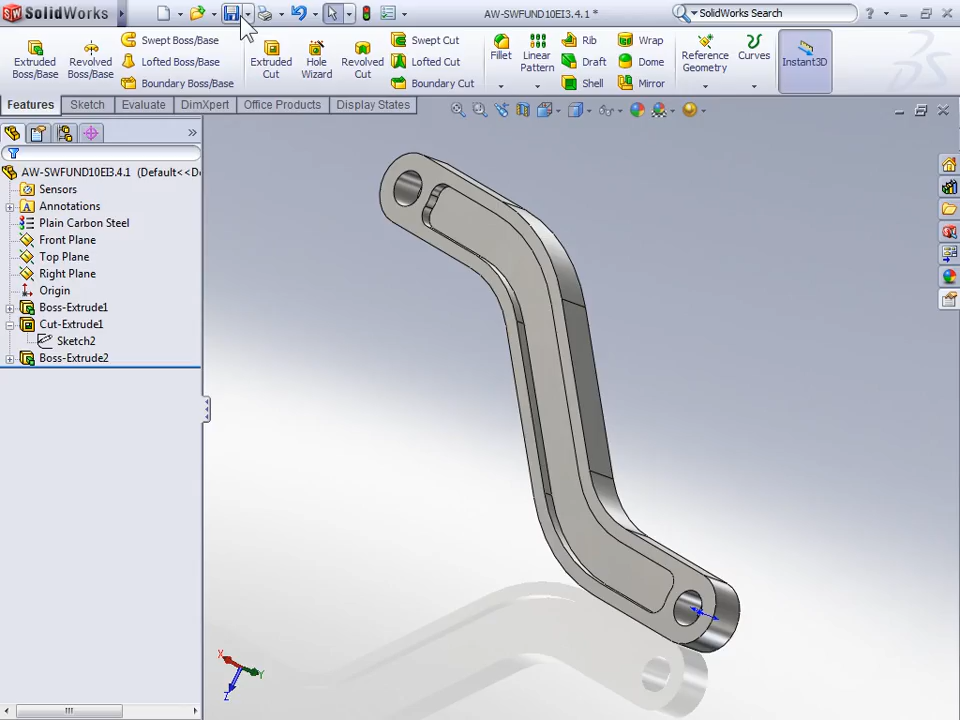 SolidWorks
AW-SWFUND10EI3.4.1 *
SolidWorks Search
Extruded Boss/Base
Revolved Boss/Base
Swept Boss/Base
Lofted Boss/Base
Boundary Boss/Base
Extruded Cut
Hole Wizard
Revolved Cut
Swept Cut
Lofted Cut
Boundary Cut
Fillet
Linear Pattern
Rib
Draft
Shell
Wrap
Dome
Mirror
Reference Geometry
Curves
Instant3D
Features
Sketch
Evaluate
DimXpert
Office Products
Display States
AW-SWFUND10EI3.4.1 (Default<<De
Sensors
Annotations
Plain Carbon Steel
Front Plane
Top Plane
Right Plane
Origin
Boss-Extrude1
Cut-Extrude1
Sketch2
Boss-Extrude2
X
Y
Z